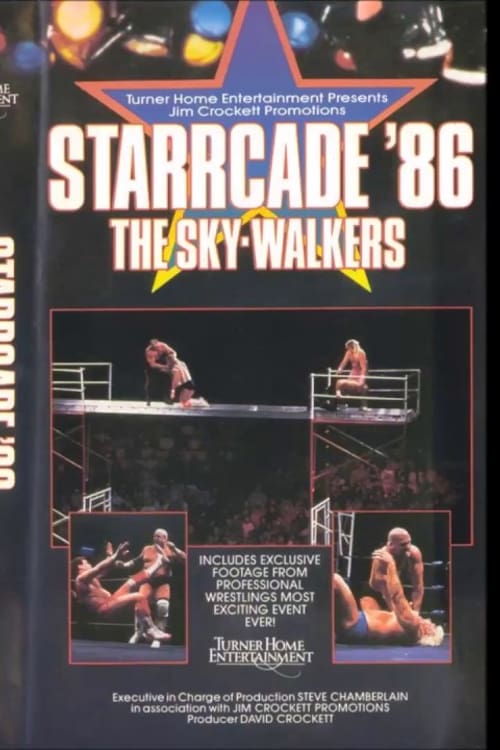 Turner Home Entertainment Presents
Jim Crockett Promotions
STARRCADE '86
THE SKY-WALKERS
INCLUDES EXCLUSIVE
FOOTAGE FROM
PROFESSIONAL
WRESTLINGS MOST
EXCITING EVENT
EVER!
TURNER HOME
ENTERTAINMENT
Executive in Charge of Production STEVE CHAMBERLAIN
in association with JIM CROCKETT PROMOTIONS
Producer DAVID CROCKETT
STARRCADE '86